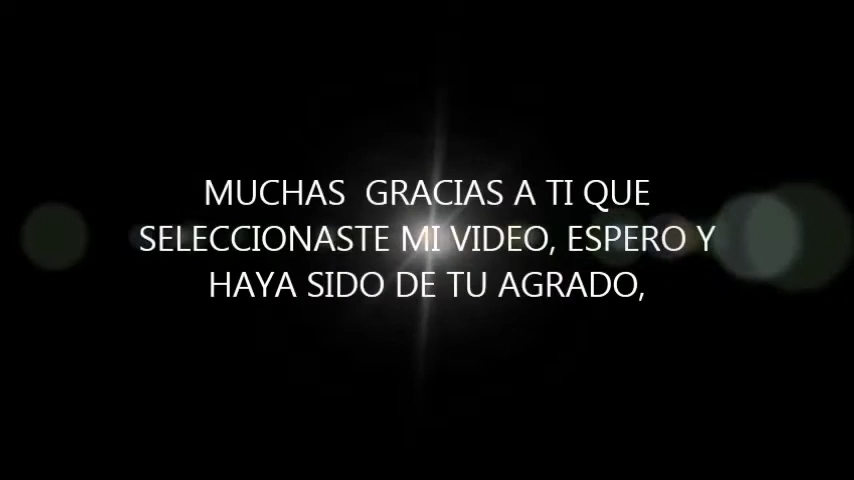 MUCHAS  GRACIAS A TI QUE
SELECCIONASTE MI VIDEO, ESPERO Y
HAYA SIDO DE TU AGRADO,